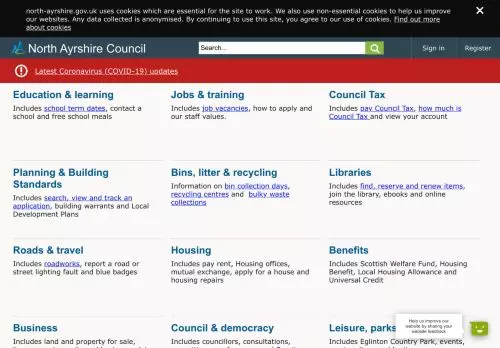 north-ayrshire.gov.uk uses cookies which are essential for the site to work. We also use non-essential cookies to help us improve
our websites. Any data collected is anonymised. By continuing to use this site, you agree to our use of cookies. Find out more
about cookies
×
North Ayrshire Council
Search...
Sign in
Register
Latest Coronavirus (COVID-19) updates
Education & learning
Includes school term dates, contact a
school and free school meals
Jobs & training
Includes job vacancies, how to apply and
our staff values.
Council Tax
Includes pay Council Tax, how much is
Council Tax and view your account
Planning & Building
Standards
Includes search, view and track an
application, building warrants and Local
Development Plans
Bins, litter & recycling
Information on bin collection days,
recycling centres and bulky waste
collections
Libraries
Includes find, reserve and renew items,
join the library, ebooks and online
resources
Roads & travel
Includes roadworks, report a road or
street lighting fault and blue badges
Housing
Includes pay rent, Housing offices,
mutual exchange, apply for a house and
housing repairs
Benefits
Includes Scottish Welfare Fund, Housing
Benefit, Local Housing Allowance and
Universal Credit
Business
Includes land and property for sale,
Council & democracy
Includes councillors, consultations,
Leisure, parks
Includes Eglinton Country Park, events,
Help us improve our
website by sharing your
website feedback